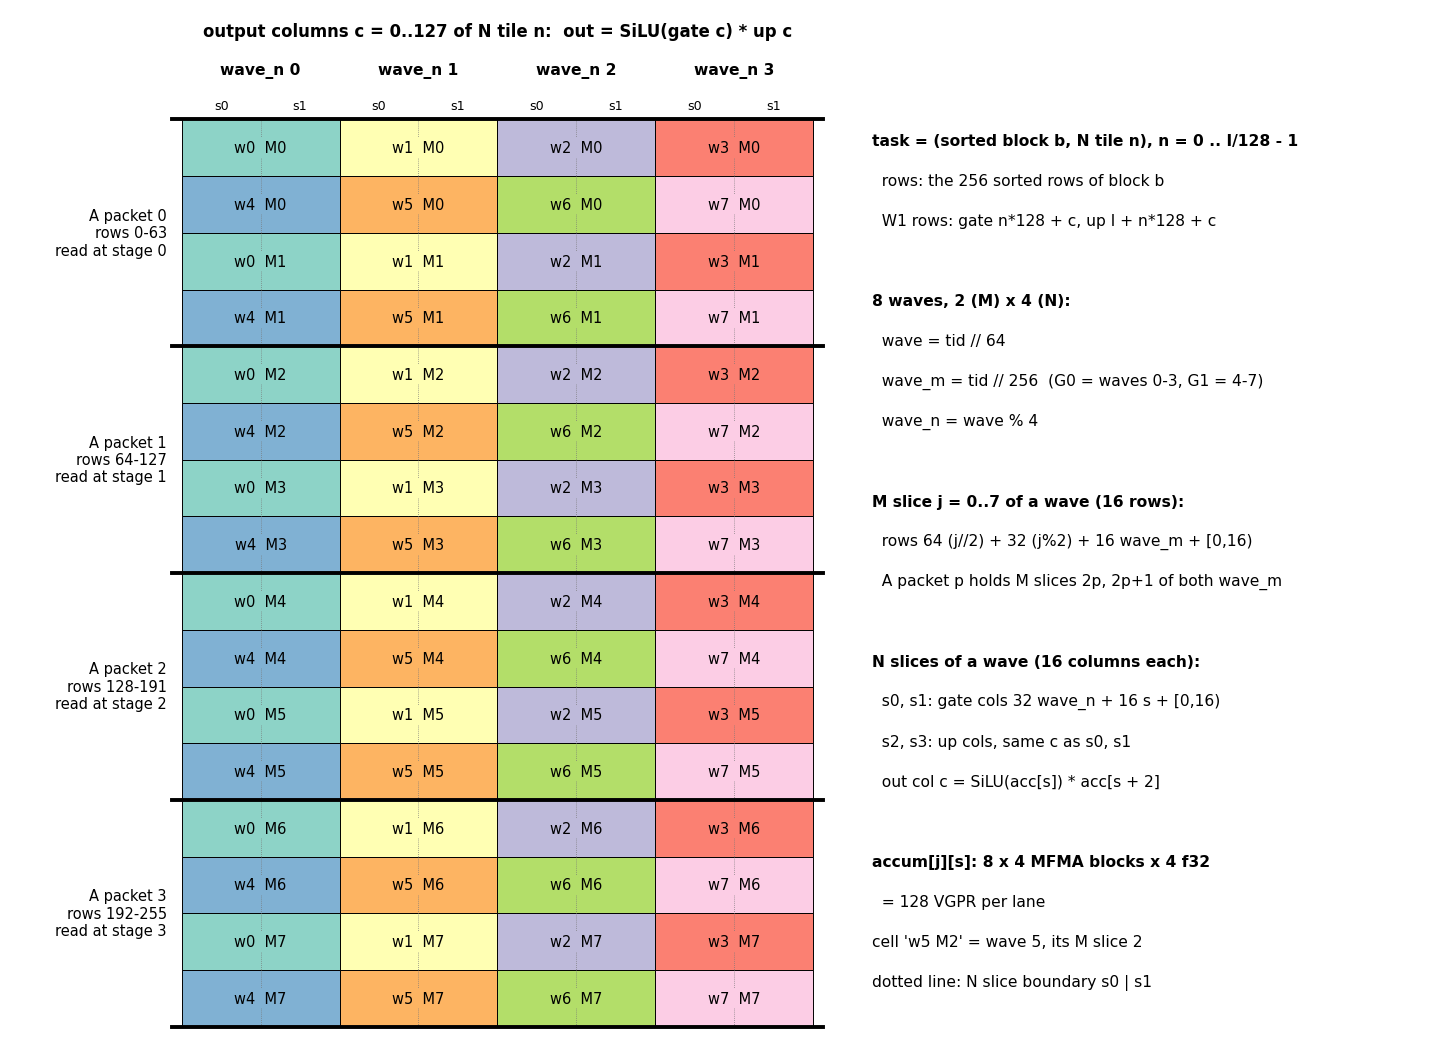 output columns c = 0..127 of N tile n:  out = SiLU(gate c) * up c
wave_n 0 wave_n 1 wave_n 2 wave_n 3
s0 s1 s0 s1 s0 s1 s0 s1
w0 M0 w1 M0 w2 M0 w3 M0
w4 M0 w5 M0 w6 M0 w7 M0
w0 M1 w1 M1 w2 M1 w3 M1
w4 M1 w5 M1 w6 M1 w7 M1
A packet 0
rows 0-63
read at stage 0
w0 M2 w1 M2 w2 M2 w3 M2
w4 M2 w5 M2 w6 M2 w7 M2
w0 M3 w1 M3 w2 M3 w3 M3
w4 M3 w5 M3 w6 M3 w7 M3
A packet 1
rows 64-127
read at stage 1
w0 M4 w1 M4 w2 M4 w3 M4
w4 M4 w5 M4 w6 M4 w7 M4
w0 M5 w1 M5 w2 M5 w3 M5
w4 M5 w5 M5 w6 M5 w7 M5
A packet 2
rows 128-191
read at stage 2
w0 M6 w1 M6 w2 M6 w3 M6
w4 M6 w5 M6 w6 M6 w7 M6
w0 M7 w1 M7 w2 M7 w3 M7
w4 M7 w5 M7 w6 M7 w7 M7
A packet 3
rows 192-255
read at stage 3
task = (sorted block b, N tile n), n = 0 .. I/128 - 1
rows: the 256 sorted rows of block b
W1 rows: gate n*128 + c, up I + n*128 + c
8 waves, 2 (M) x 4 (N):
wave = tid // 64
wave_m = tid // 256  (G0 = waves 0-3, G1 = 4-7)
wave_n = wave % 4
M slice j = 0..7 of a wave (16 rows):
rows 64 (j//2) + 32 (j%2) + 16 wave_m + [0,16)
A packet p holds M slices 2p, 2p+1 of both wave_m
N slices of a wave (16 columns each):
s0, s1: gate cols 32 wave_n + 16 s + [0,16)
s2, s3: up cols, same c as s0, s1
out col c = SiLU(acc[s]) * acc[s + 2]
accum[j][s]: 8 x 4 MFMA blocks x 4 f32
= 128 VGPR per lane
cell 'w5 M2' = wave 5, its M slice 2
dotted line: N slice boundary s0 | s1